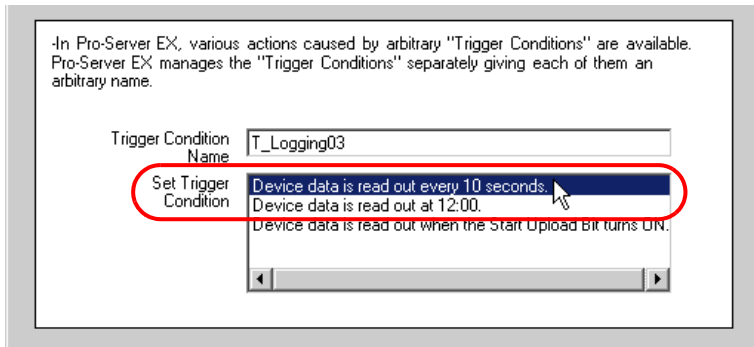 -In Pro-Server EX, various actions caused by arbitrary "Trigger Conditions" are available.
Pro-Server EX manages the "Trigger Conditions" separately giving each of them an
arbitrary name.
Trigger Condition
Name
T_Logging03
Set Trigger
Condition
Device data is read out every 10 seconds.
Device data is read out at 12:00.
Device data is read out when the Start Upload Bit turns ON.